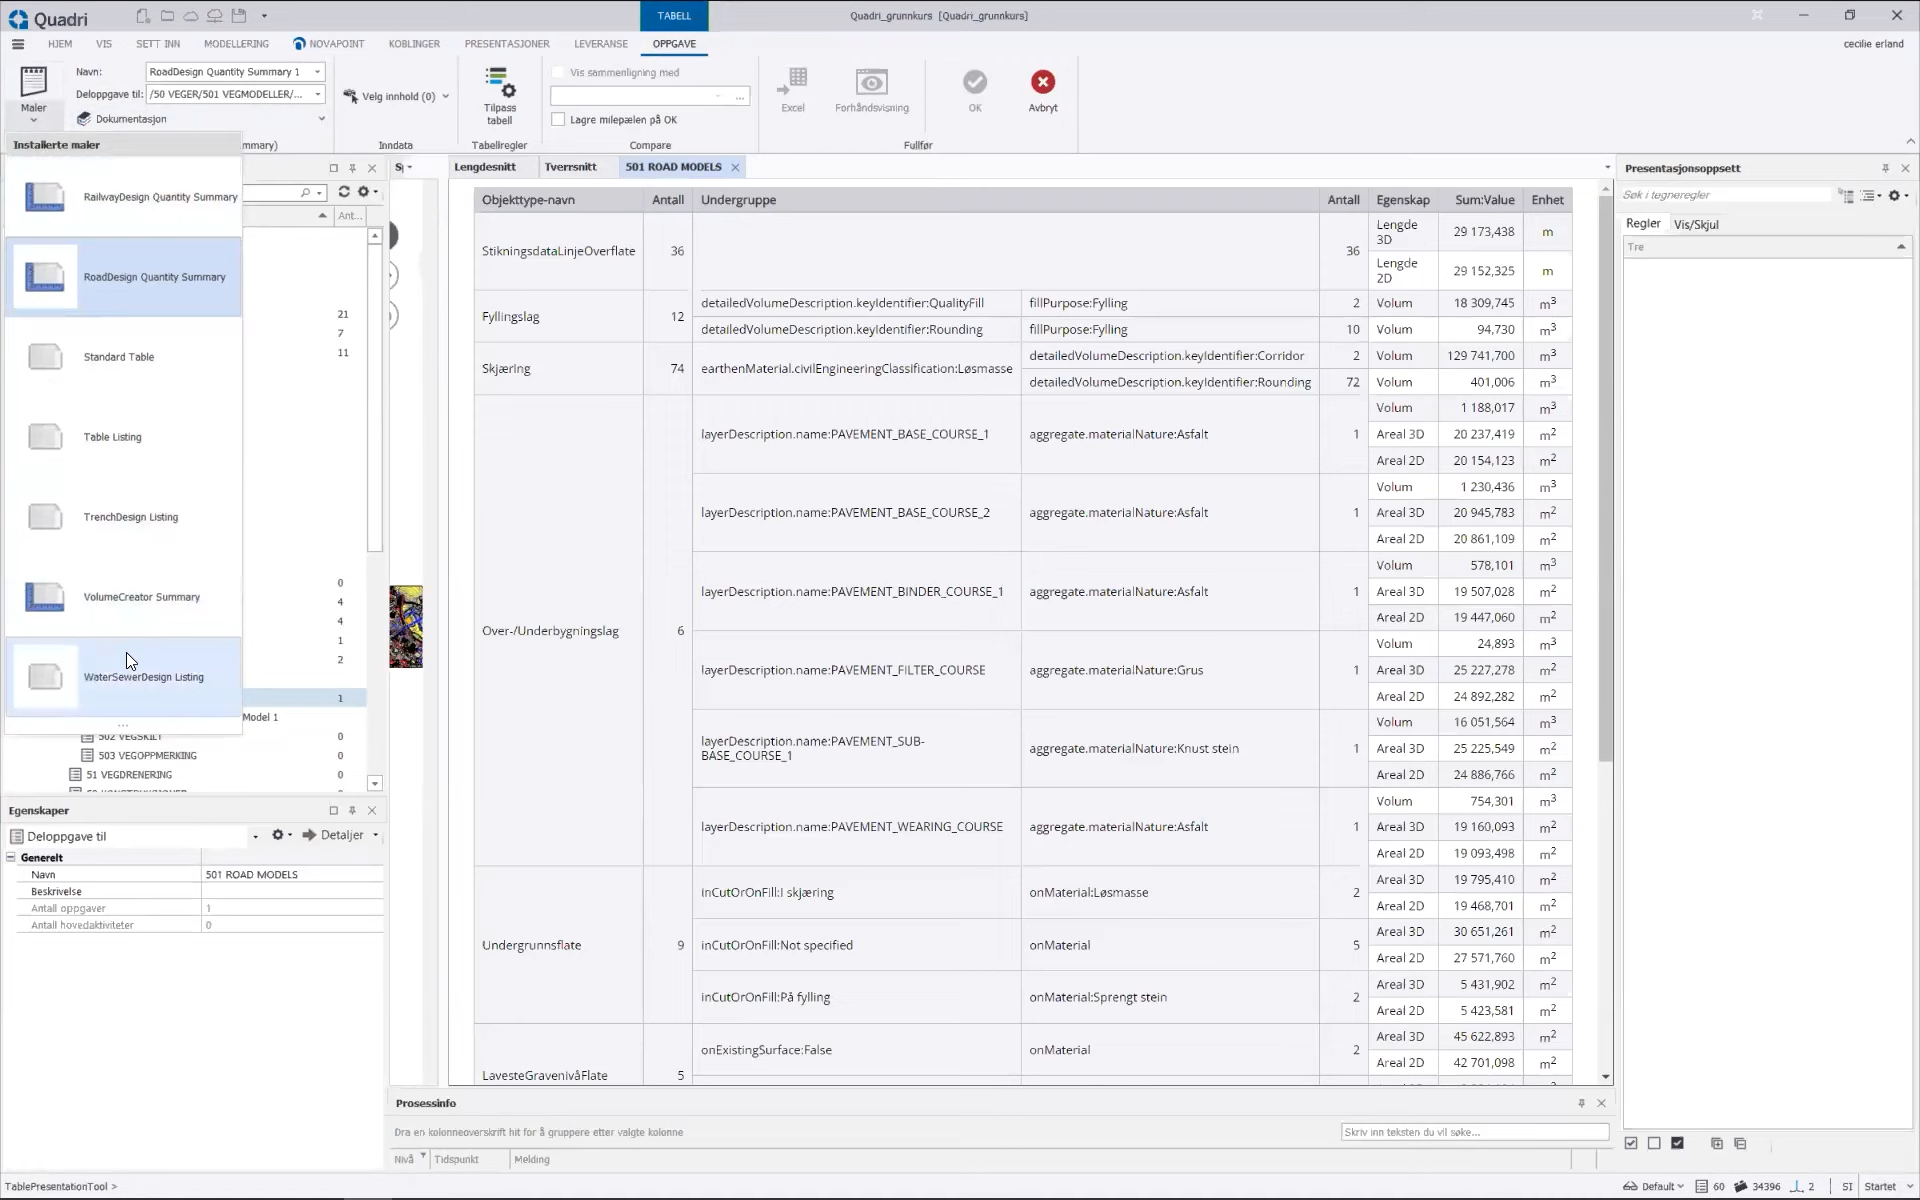 Quadri
TABELL
Quadri_grunnkurs [Quadri_grunnkurs]
HJEM VIS SETT INN MODELLERING NOVAPOINT KOBLINGER PRESENTASJONER LEVERANSE OPPGAVE
cecilie erland
Maler
Navn: RoadDesign Quantity Summary 1
Deloppgave til: /50 VEGER/501 VEGMODELLER/...
Dokumentasjon
Velg innhold (0)
Inndata
Tilpass tabell
Tabellregler
Vis sammenligning med
...
Lagre milepælen på OK
Compare
Excel
Forhåndsvisning
OK
Avbryt
Fullfør
mmary)
Installerte maler
RailwayDesign Quantity Summary
RoadDesign Quantity Summary
Standard Table
Table Listing
TrenchDesign Listing
VolumeCreator Summary
WaterSewerDesign Listing
...
Ant...
21
7
11
0
4
4
1
2
1
Model 1
502 VEGSKILT 0
503 VEGOPPMERKING 0
51 VEGDRENERING 0
Egenskaper
Deloppgave til
Detaljer
Generelt
Navn 501 ROAD MODELS
Beskrivelse
Antall oppgaver 1
Antall hovedaktiviteter 0
Lengdesnitt Tverrsnitt 501 ROAD MODELS
Objekttype-navn Antall Undergruppe Antall Egenskap Sum:Value Enhet
StikningsdataLinjeOverflate 36 36 Lengde 3D 29 173,438 m
Lengde 2D 29 152,325 m
Fyllingslag 12 detailedVolumeDescription.keyIdentifier:QualityFill fillPurpose:Fylling 2 Volum 18 309,745 m3
detailedVolumeDescription.keyIdentifier:Rounding fillPurpose:Fylling 10 Volum 94,730 m3
Skjæring 74 earthenMaterial.civilEngineeringClassification:Løsmasse detailedVolumeDescription.keyIdentifier:Corridor 2 Volum 129 741,700 m3
detailedVolumeDescription.keyIdentifier:Rounding 72 Volum 401,006 m3
Over-/Underbygningslag 6
layerDescription.name:PAVEMENT_BASE_COURSE_1 aggregate.materialNature:Asfalt 1 Volum 1 188,017 m3
Areal 3D 20 237,419 m2
Areal 2D 20 154,123 m2
layerDescription.name:PAVEMENT_BASE_COURSE_2 aggregate.materialNature:Asfalt 1 Volum 1 230,436 m3
Areal 3D 20 945,783 m2
Areal 2D 20 861,109 m2
layerDescription.name:PAVEMENT_BINDER_COURSE_1 aggregate.materialNature:Asfalt 1 Volum 578,101 m3
Areal 3D 19 507,028 m2
Areal 2D 19 447,060 m2
layerDescription.name:PAVEMENT_FILTER_COURSE aggregate.materialNature:Grus 1 Volum 24,893 m3
Areal 3D 25 227,278 m2
Areal 2D 24 892,282 m2
layerDescription.name:PAVEMENT_SUB-BASE_COURSE_1 aggregate.materialNature:Knust stein 1 Volum 16 051,564 m3
Areal 3D 25 225,549 m2
Areal 2D 24 886,766 m2
layerDescription.name:PAVEMENT_WEARING_COURSE aggregate.materialNature:Asfalt 1 Volum 754,301 m3
Areal 3D 19 160,093 m2
Areal 2D 19 093,498 m2
Undergrunnsflate 9
inCutOrOnFill:I skjæring onMaterial:Løsmasse 2 Areal 3D 19 795,410 m2
Areal 2D 19 468,701 m2
inCutOrOnFill:Not specified onMaterial 5 Areal 3D 30 651,261 m2
Areal 2D 27 571,760 m2
inCutOrOnFill:På fylling onMaterial:Sprengt stein 2 Areal 3D 5 431,902 m2
Areal 2D 5 423,581 m2
LavesteGravenivåFlate 5
onExistingSurface:False onMaterial 2 Areal 3D 45 622,893 m2
Areal 2D 42 701,098 m2
Prosessinfo
Dra en kolonneoverskrift hit for å gruppere etter valgte kolonne
Skriv inn teksten du vil søke...
Nivå Tidspunkt Melding
Presentasjonsoppsett
Søk i tegneregler
Regler Vis/Skjul
Tre
TablePresentationTool >
Default 60 34396 2 SI Startet